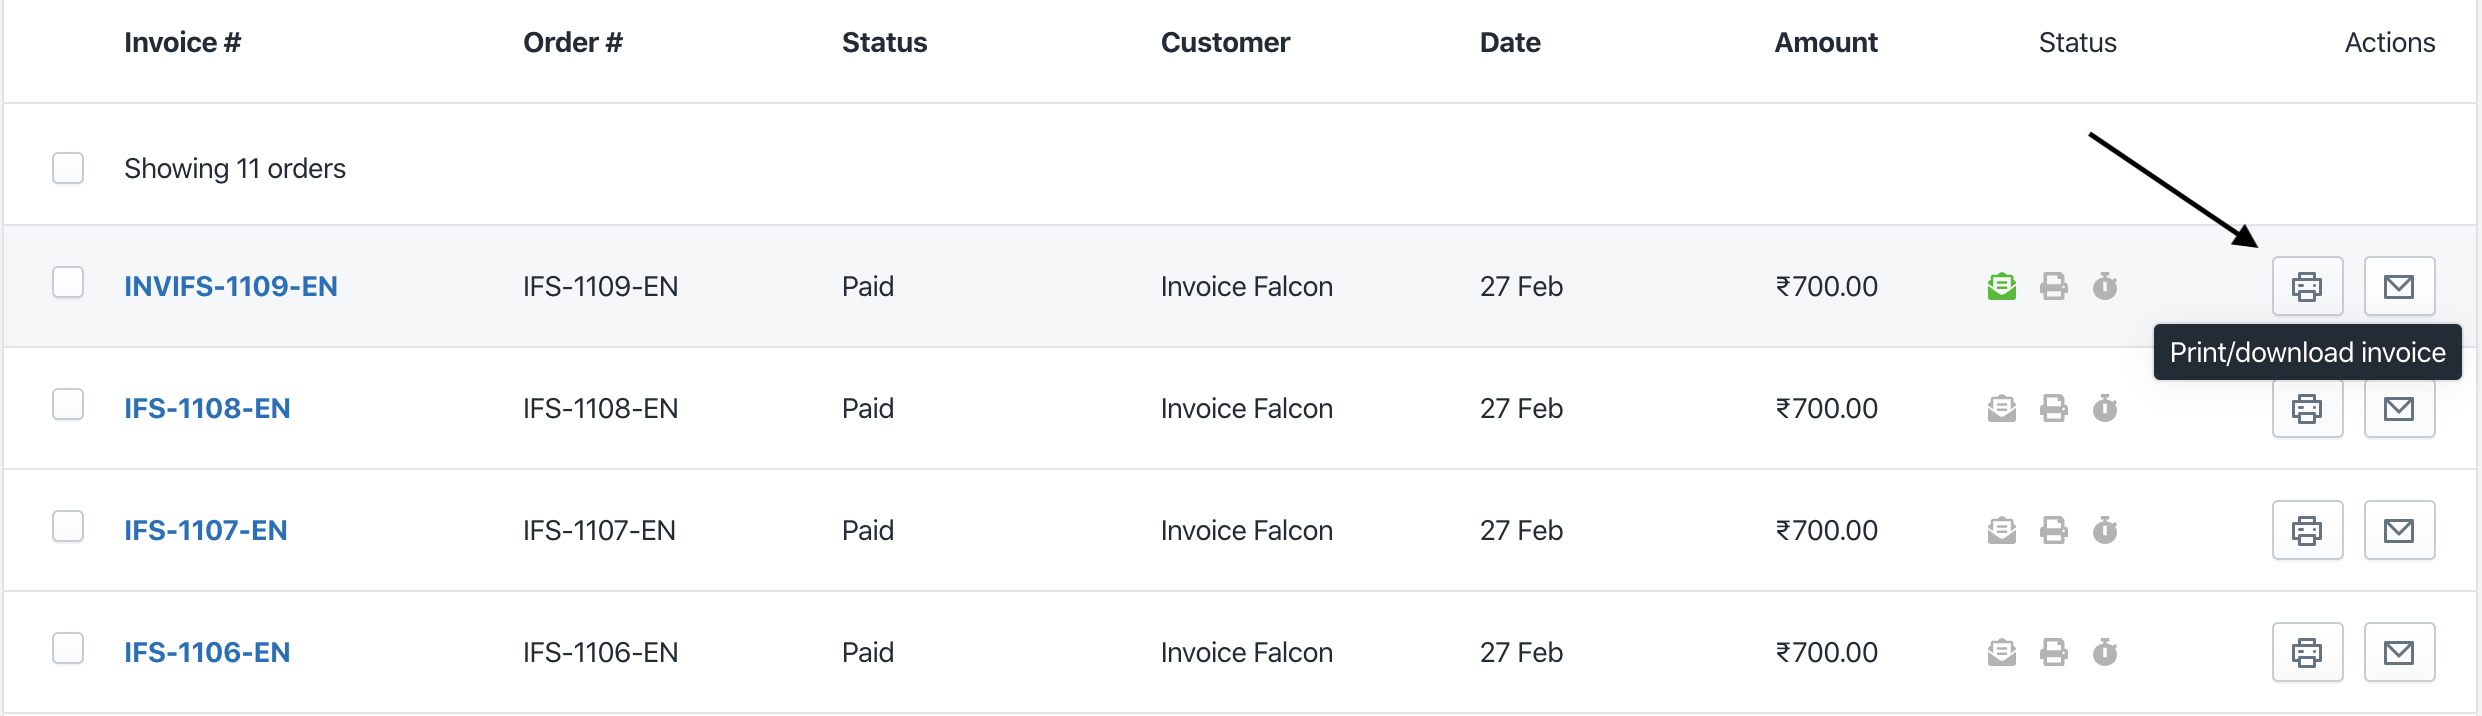 Invoice # Order # Status Customer Date Amount Status Actions
Showing 11 orders
INVIFS-1109-EN IFS-1109-EN Paid Invoice Falcon 27 Feb ₹700.00
Print/download invoice
IFS-1108-EN IFS-1108-EN Paid Invoice Falcon 27 Feb ₹700.00
IFS-1107-EN IFS-1107-EN Paid Invoice Falcon 27 Feb ₹700.00
IFS-1106-EN IFS-1106-EN Paid Invoice Falcon 27 Feb ₹700.00